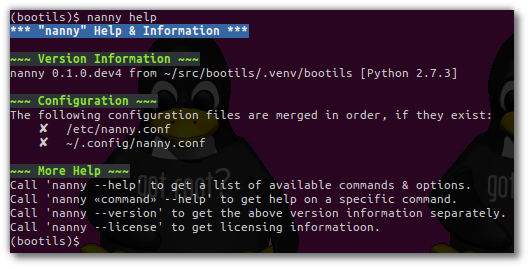 (bootils)$ nanny help
*** "nanny" Help & Information ***
~~~ Version Information ~~~
nanny 0.1.0.dev4 from ~/src/bootils/.venv/bootils [Python 2.7.3]
~~~ Configuration ~~~
The following configuration files are merged in order, if they exist:
✘ /etc/nanny.conf
✘ ~/.config/nanny.conf
~~~ More Help ~~~
Call 'nanny --help' to get a list of available commands & options.
Call 'nanny «command» --help' to get help on a specific command.
Call 'nanny --version' to get the above version information separately.
Call 'nanny --license' to get licensing informatioon.
(bootils)$
got root?
got